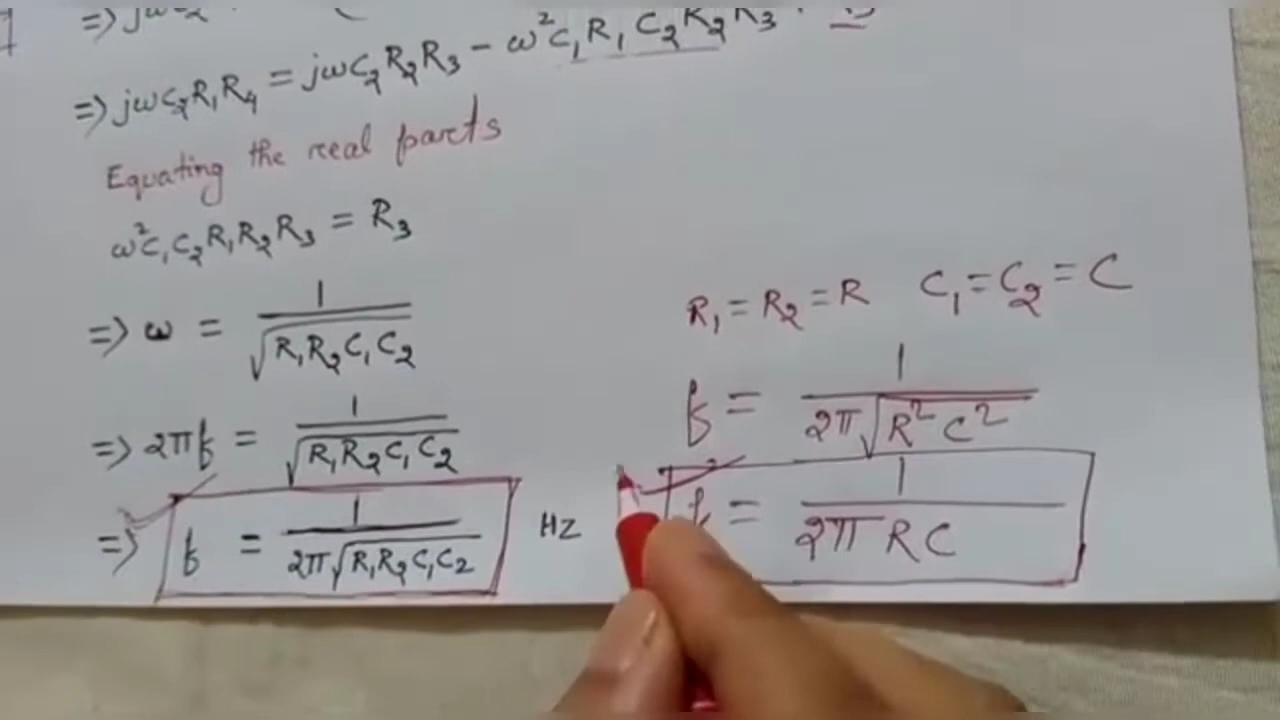 => jωC₂
=> jωC₂R₁R₄ = jωC₂R₂R₃ - ω²C₁R₁C₂R₂R₃
Equating the real parts
ω²C₁C₂R₁R₂R₃ = R₃
=> ω = 1/√R₁R₂C₁C₂
=> 2πf = 1/√R₁R₂C₁C₂
=> f = 1/2π√R₁R₂C₁C₂ HZ
R₁ = R₂ = R C₁ = C₂ = C
f = 1/2π√R²C²
f = 1/2πRC